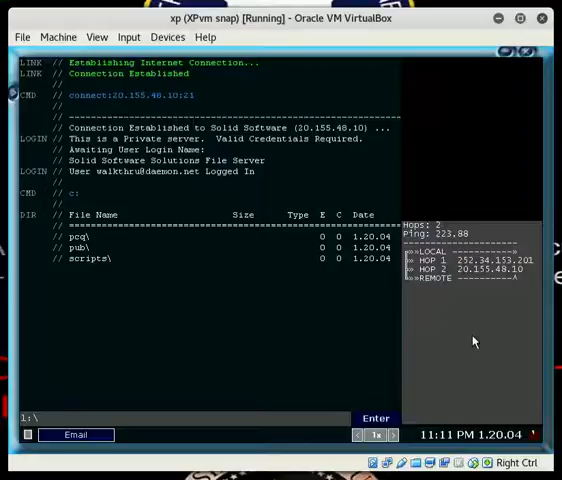 xp (XPvm snap) [Running] - Oracle VM VirtualBox
File Machine View Input Devices Help
LINK // Establishing Internet Connection...
LINK // Connection Established
//
CMD // connect:20.155.48.10:21
//
// ----------------------------------------
// Connection Established to Solid Software (20.155.48.10) ...
LOGIN // This is a Private server. Valid Credentials Required.
// Awaiting User Login Name:
// Solid Software Solutions File Server
LOGIN // User walkthru@daemon.net Logged In
//
CMD // c:
//
DIR // File Name Size Type E C Date
// ========================================
// pcq\ 0 0 1.20.04
// pub\ 0 0 1.20.04
// scripts\ 0 0 1.20.04
Hops: 2
Ping: 223.88
--------------------
»»LOCAL ----------»
» HOP 1 252.34.153.201
» HOP 2 20.155.48.10
»»REMOTE ----------^
l:\ Enter
Email < 1x > 11:11 PM 1.20.04
Right Ctrl